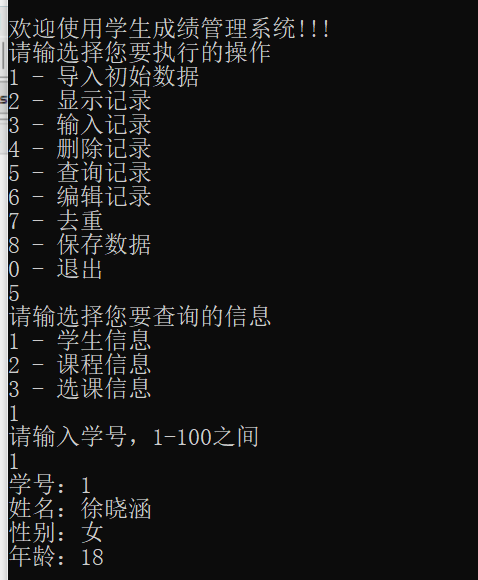 欢迎使用学生成绩管理系统!!!
请输选择您要执行的操作
1 - 导入初始数据
2 - 显示记录
3 - 输入记录
4 - 删除记录
5 - 查询记录
6 - 编辑记录
7 - 去重
8 - 保存数据
0 - 退出
5
请输选择您要查询的信息
1 - 学生信息
2 - 课程信息
3 - 选课信息
1
请输入学号，1-100之间
1
学号：1
姓名：徐晓涵
性别：女
年龄：18